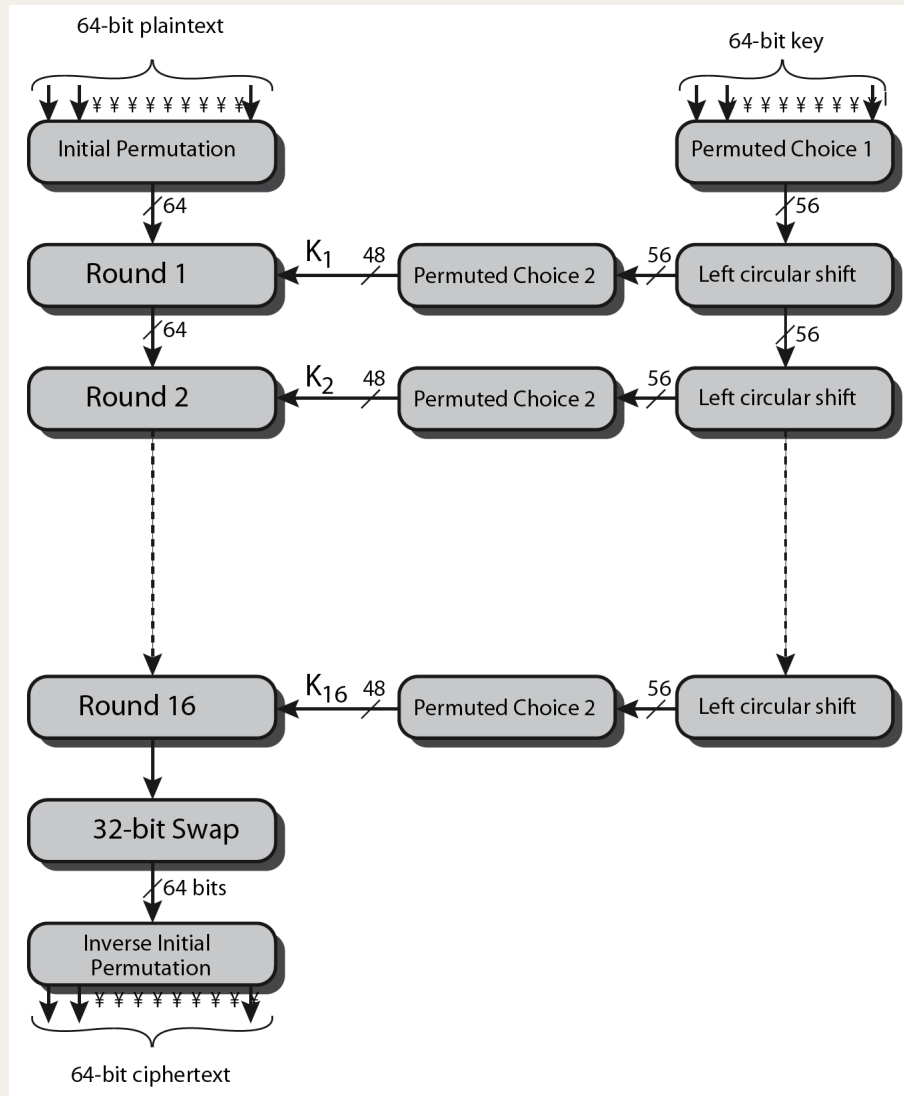 64-bit plaintext
64-bit key
¥ ¥ ¥ ¥ ¥ ¥ ¥ ¥ ¥
¥ ¥ ¥ ¥ ¥ ¥ ¥ ¥
Initial Permutation
Permuted Choice 1
64
56
Round 1
K1
48
Permuted Choice 2
56
Left circular shift
64
56
Round 2
K2
48
Permuted Choice 2
56
Left circular shift
Round 16
K16
48
Permuted Choice 2
56
Left circular shift
32-bit Swap
64 bits
Inverse Initial
Permutation
¥ ¥ ¥ ¥ ¥ ¥ ¥ ¥ ¥
64-bit ciphertext